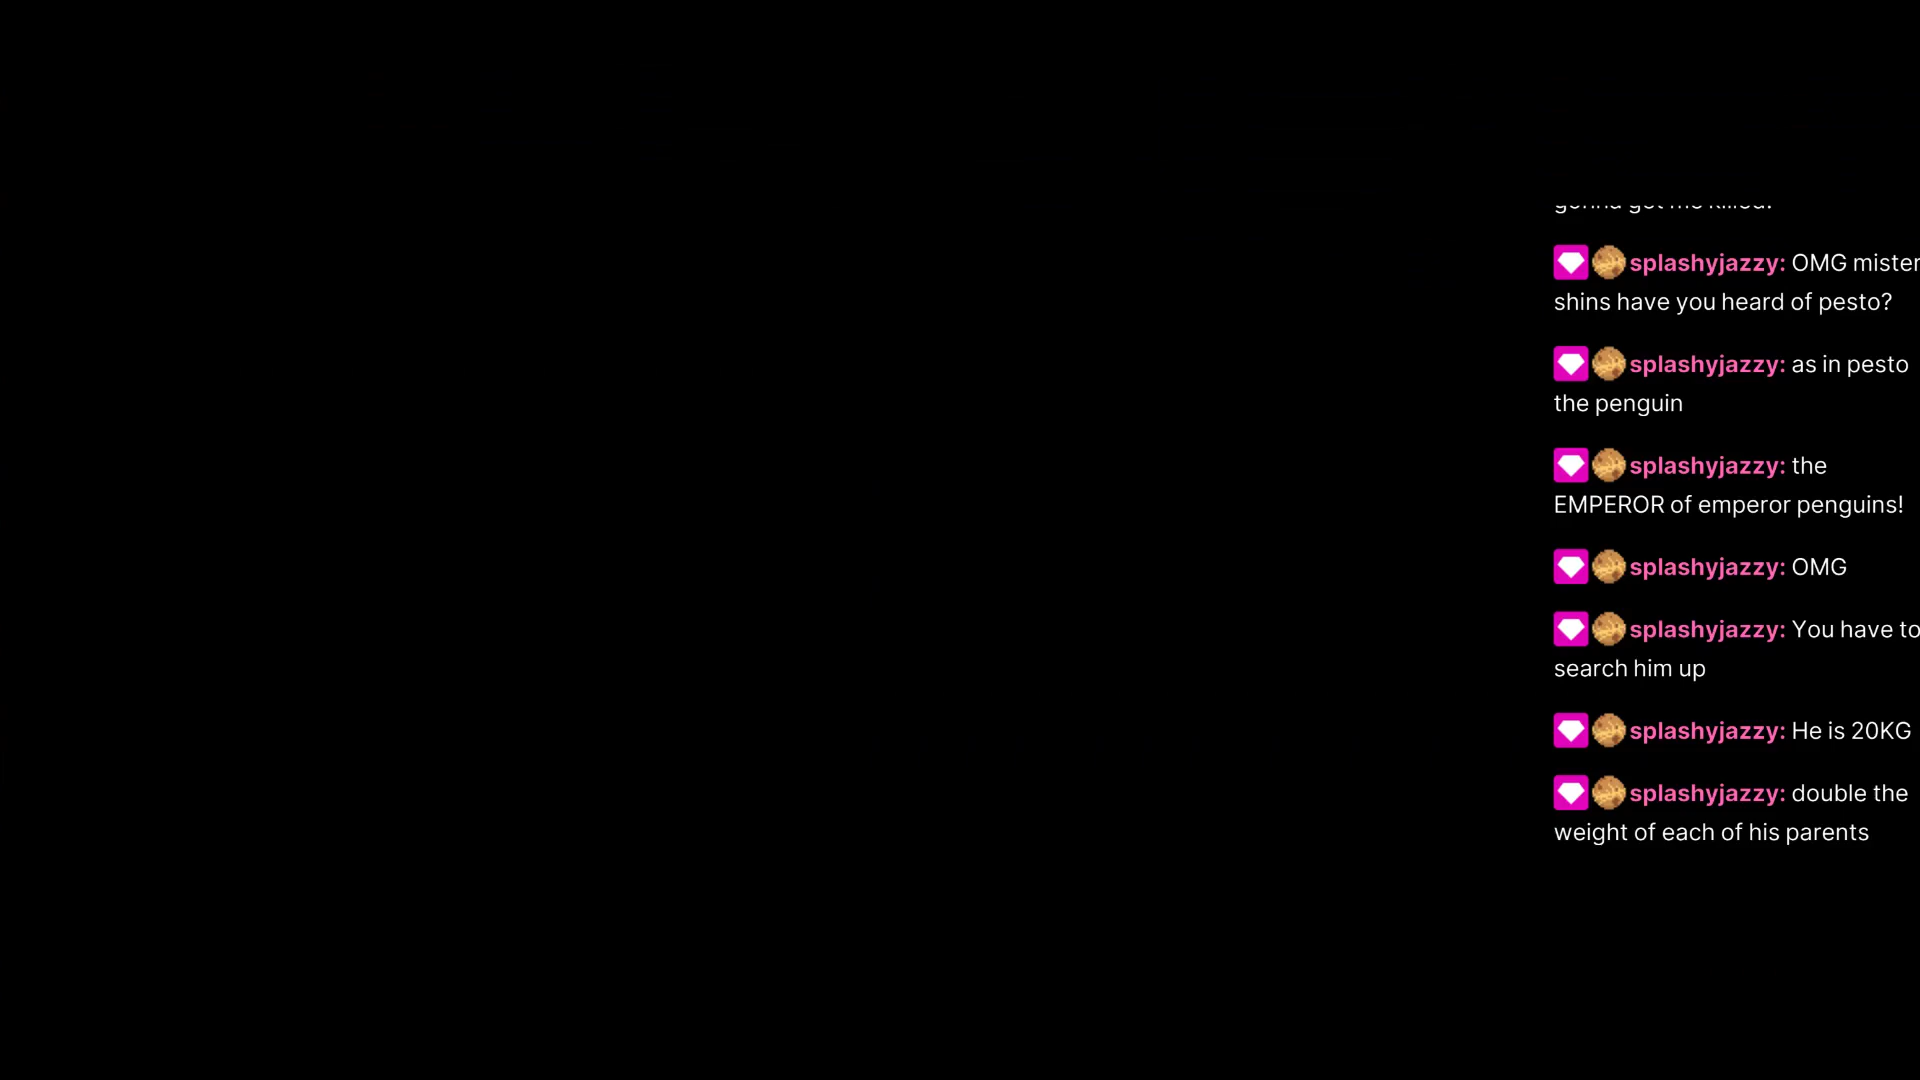 splashyjazzy: OMG mister
shins have you heard of pesto?
splashyjazzy: as in pesto
the penguin
splashyjazzy: the
EMPEROR of emperor penguins!
splashyjazzy: OMG
splashyjazzy: You have to
search him up
splashyjazzy: He is 20KG
splashyjazzy: double the
weight of each of his parents